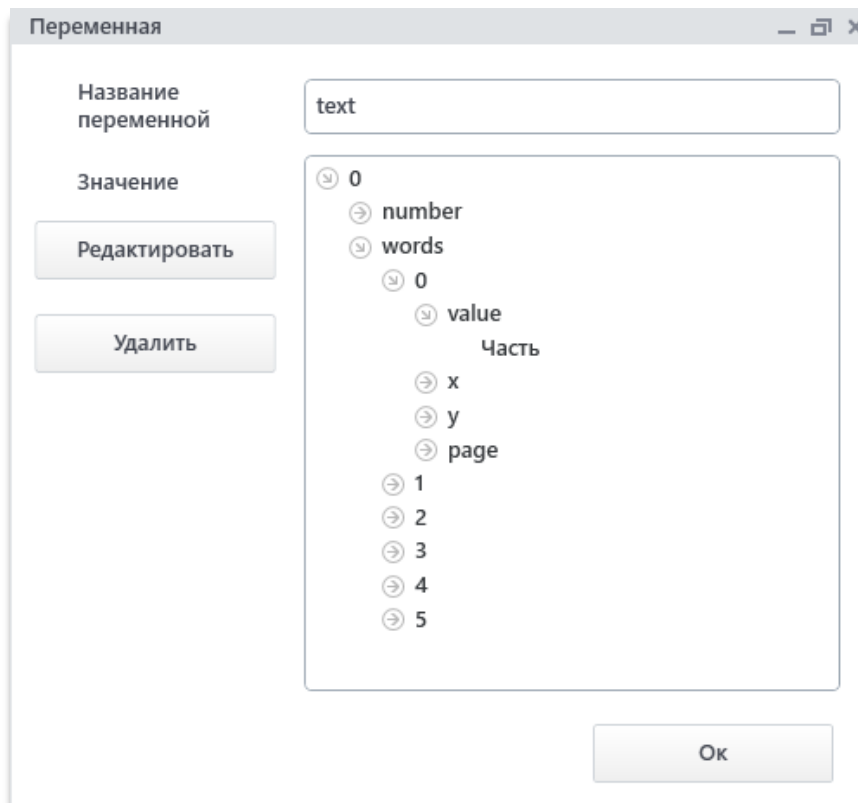 Переменная
Название
переменной
text
Значение
Редактировать
Удалить
0
number
words
0
value
Часть
x
y
page
1
2
3
4
5
Ок